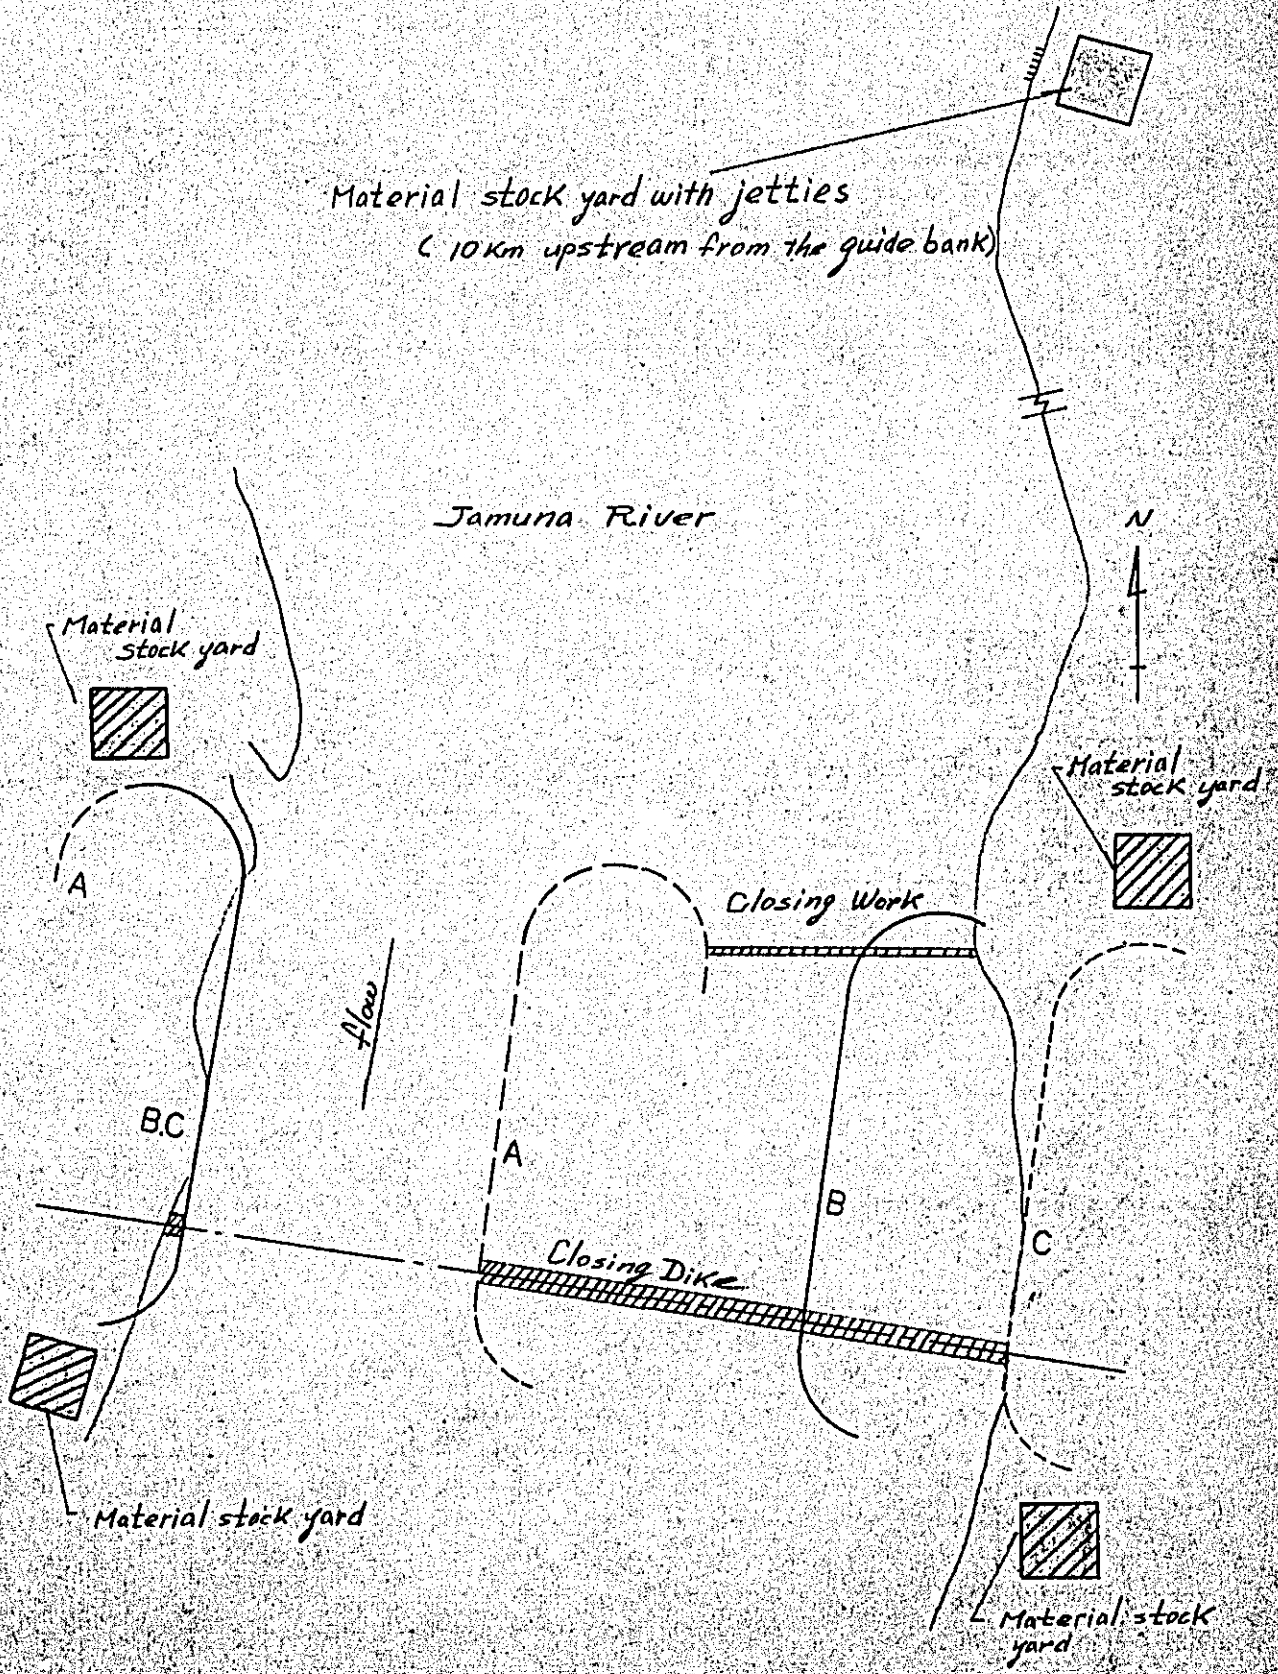 Material stock yard with jetties
( 10 Km upstream from the guide bank)
Jamuna River
N
Material
stock yard
Material
stock yard
A
Closing Work
flow
B.C
A
B
C
Closing Dike
Material stock yard
Material stock
yard